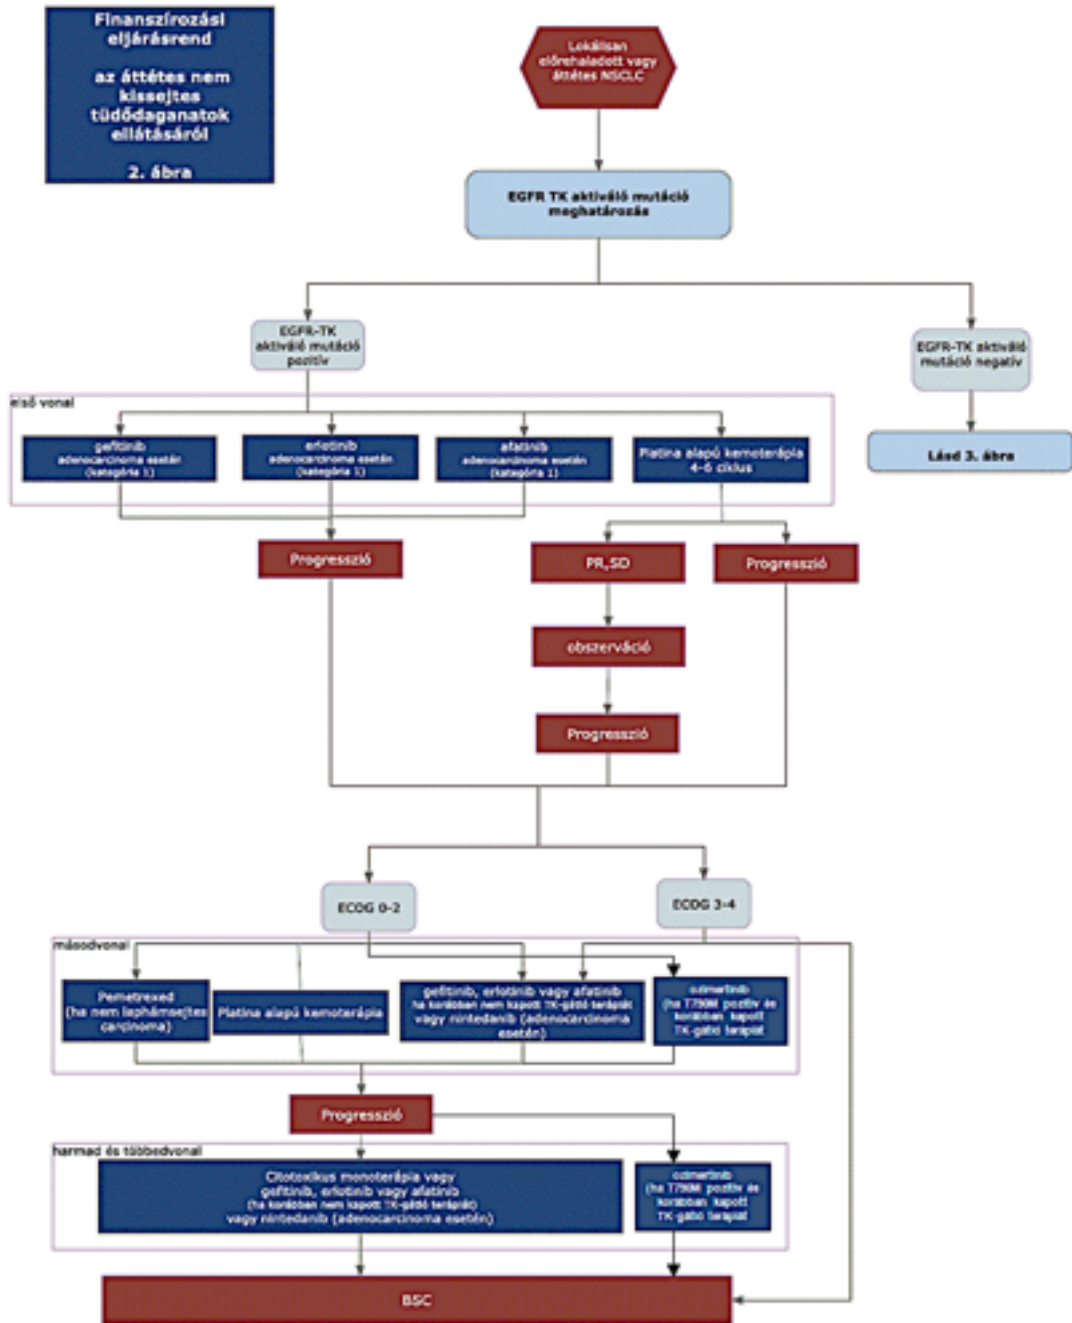 Finanszírozási
eljárásrend
az áttétes nem
kissejtes
tüdődaganatok
ellátásáról
2. ábra
Lokálisan
előrehaladott vagy
áttétes NSCLC
EGFR TK aktiváló mutáció
meghatározás
EGFR-TK
aktiváló mutáció
pozitív
EGFR-TK aktiváló
mutáció negatív
első vonal
gefitinib
adenocarcinoma esetén
(kategória 1)
erlotinib
adenocarcinoma esetén
(kategória 1)
afatinib
adenocarcinoma esetén
(kategória 1)
Platina alapú kemoterápia
4-6 ciklus
Lásd 3. ábra
Progresszió
PR,SD
Progresszió
obszerváció
Progresszió
ECOG 0-2
ECOG 3-4
másodvonal
Pemetrexed
(ha nem laphámsejtes
carcinoma)
Platina alapú kemoterápia
gefitinib, erlotinib vagy afatinib
ha korábban nem kapott TK-gátló terápiát
vagy nintedanib (adenocarcinoma
esetén)
ozimertinib
(ha T790M pozitív és
korábban kapott
TK-gátló terápiát
Progresszió
harmad és többedvonal
Citotoxikus monoterápia vagy
gefitinib, erlotinib vagy afatinib
(ha korábban nem kapott TK-gátló terápiát)
vagy nintedanib (adenocarcinoma esetén)
ozimertinib
(ha T790M pozitív és
korábban kapott
TK-gátló terápiát
BSC